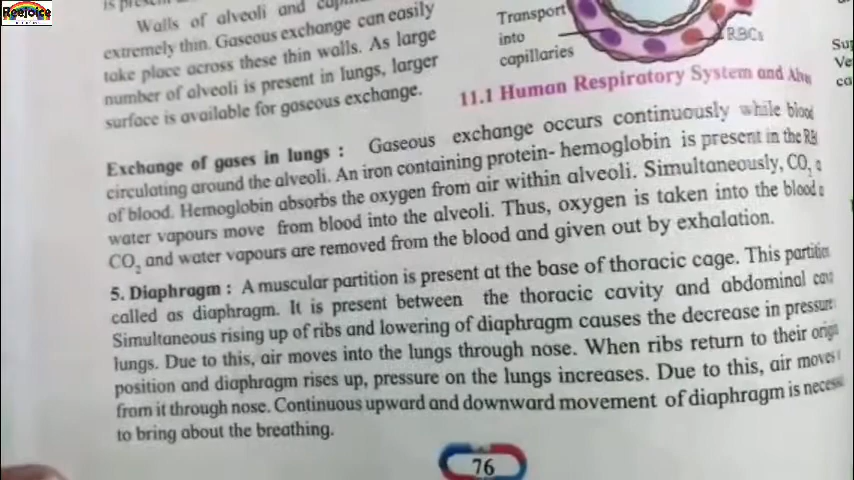 Reejoice
is present
Walls of alveoli and
extremely thin. Gaseous exchange can easily
take place across these thin walls. As large
number of alveoli is present in lungs, larger
surface is available for gaseous exchange.
Transport
into
capillaries
RBCs
11.1 Human Respiratory System and
Exchange of gases in lungs : Gaseous exchange occurs continuously while blood
circulating around the alveoli. An iron containing protein- hemoglobin is present in the
of blood. Hemoglobin absorbs the oxygen from air within alveoli. Simultaneously, CO₂
water vapours move from blood into the alveoli. Thus, oxygen is taken into the blood
CO₂ and water vapours are removed from the blood and given out by exhalation.
5. Diaphragm : A muscular partition is present at the base of thoracic cage. This
called as diaphragm. It is present between the thoracic cavity and abdominal
Simultaneous rising up of ribs and lowering of diaphragm causes the decrease in pressure
lungs. Due to this, air moves into the lungs through nose. When ribs return to their
position and diaphragm rises up, pressure on the lungs increases. Due to this, air moves
from it through nose. Continuous upward and downward movement of diaphragm is
to bring about the breathing.
76